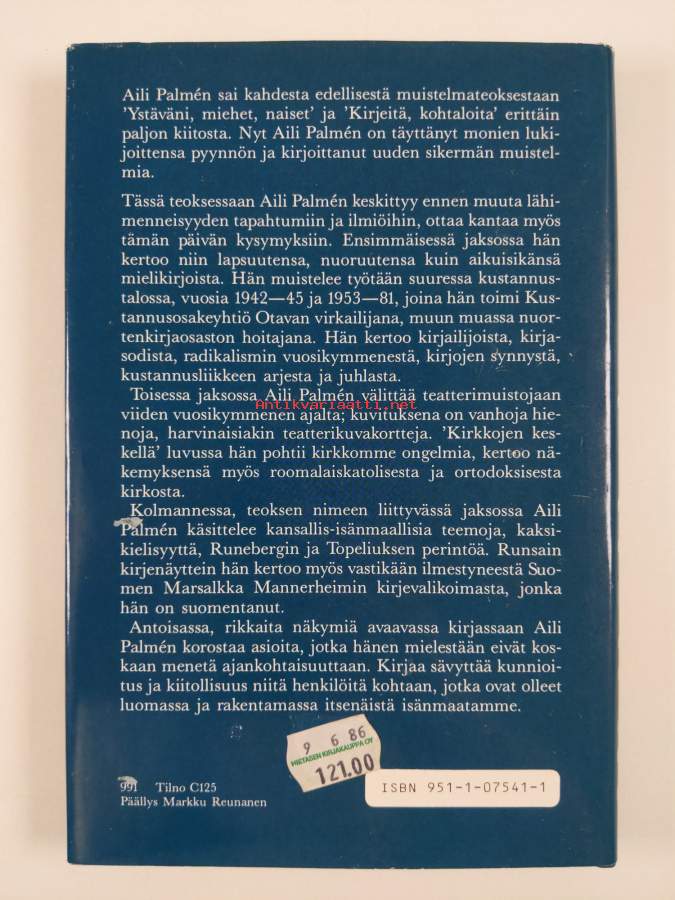 Aili Palmén sai kahdesta edellisestä muistelmateoksestaan
'Ystäväni, miehet, naiset' ja 'Kirjeitä, kohtaloita' erittäin
paljon kiitosta. Nyt Aili Palmén on täyttänyt monien luki-
joittensa pyynnön ja kirjoittanut uuden sikermän muistel-
mia.
Tässä teoksessaan Aili Palmén keskittyy ennen muuta lähi-
menneisyyden tapahtumiin ja ilmiöihin, ottaa kantaa myös
tämän päivän kysymyksiin. Ensimmäisessä jaksossa hän
kertoo niin lapsuutensa, nuoruutensa kuin aikuisikänsä
mielikirjoista. Hän muistelee työtään suuressa kustannus-
talossa, vuosia 1942—45 ja 1953—81, joina hän toimi Kus-
tannusosakeyhtiö Otavan virkailijana, muun muassa nuor-
tenkirjaosaston hoitajana. Hän kertoo kirjailijoista, kirja-
sodista, radikalismin vuosikymmenestä, kirjojen synnystä,
kustannusliikkeen arjesta ja juhlasta.
Toisessa jaksossa Aili Palmén välittää teatterimuistojaan
viiden vuosikymmenen ajalta; kuvituksena on vanhoja hie-
Antikvariaatti.net
noja, harvinaisiakin teatterikuvakortteja. 'Kirkkojen kes-
kellä' luvussa hän pohtii kirkkomme ongelmia, kertoo nä-
kemyksensä myös roomalaiskatolisesta ja ortodoksisesta
kirkosta.
Kolmannessa, teoksen nimeen liittyvässä jaksossa Aili
Palmén käsittelee kansallis-isänmaallisia teemoja, kaksi-
kielisyyttä, Runebergin ja Topeliuksen perintöä. Runsain
kirjenäyttein hän kertoo myös vastikään ilmestyneestä Suo-
men Marsalkka Mannerheimin kirjevalikoimasta, jonka
hän on suomentanut.
Antoisassa, rikkaita näkymiä avaavassa kirjassaan Aili
Palmén korostaa asioita, jotka hänen mielestään eivät kos-
kaan menetä ajankohtaisuuttaan. Kirjaa sävyttää kunnioi-
tus ja kiitollisuus niitä henkilöitä kohtaan, jotka ovat olleet
luomassa ja rakentamassa itsenäistä isänmaatamme.
9 6 86
MIETASEN KIRJAKAUPPA OY
121.00
991 Tilno C125
Päällys Markku Reunanen
ISBN 951-1-07541-1